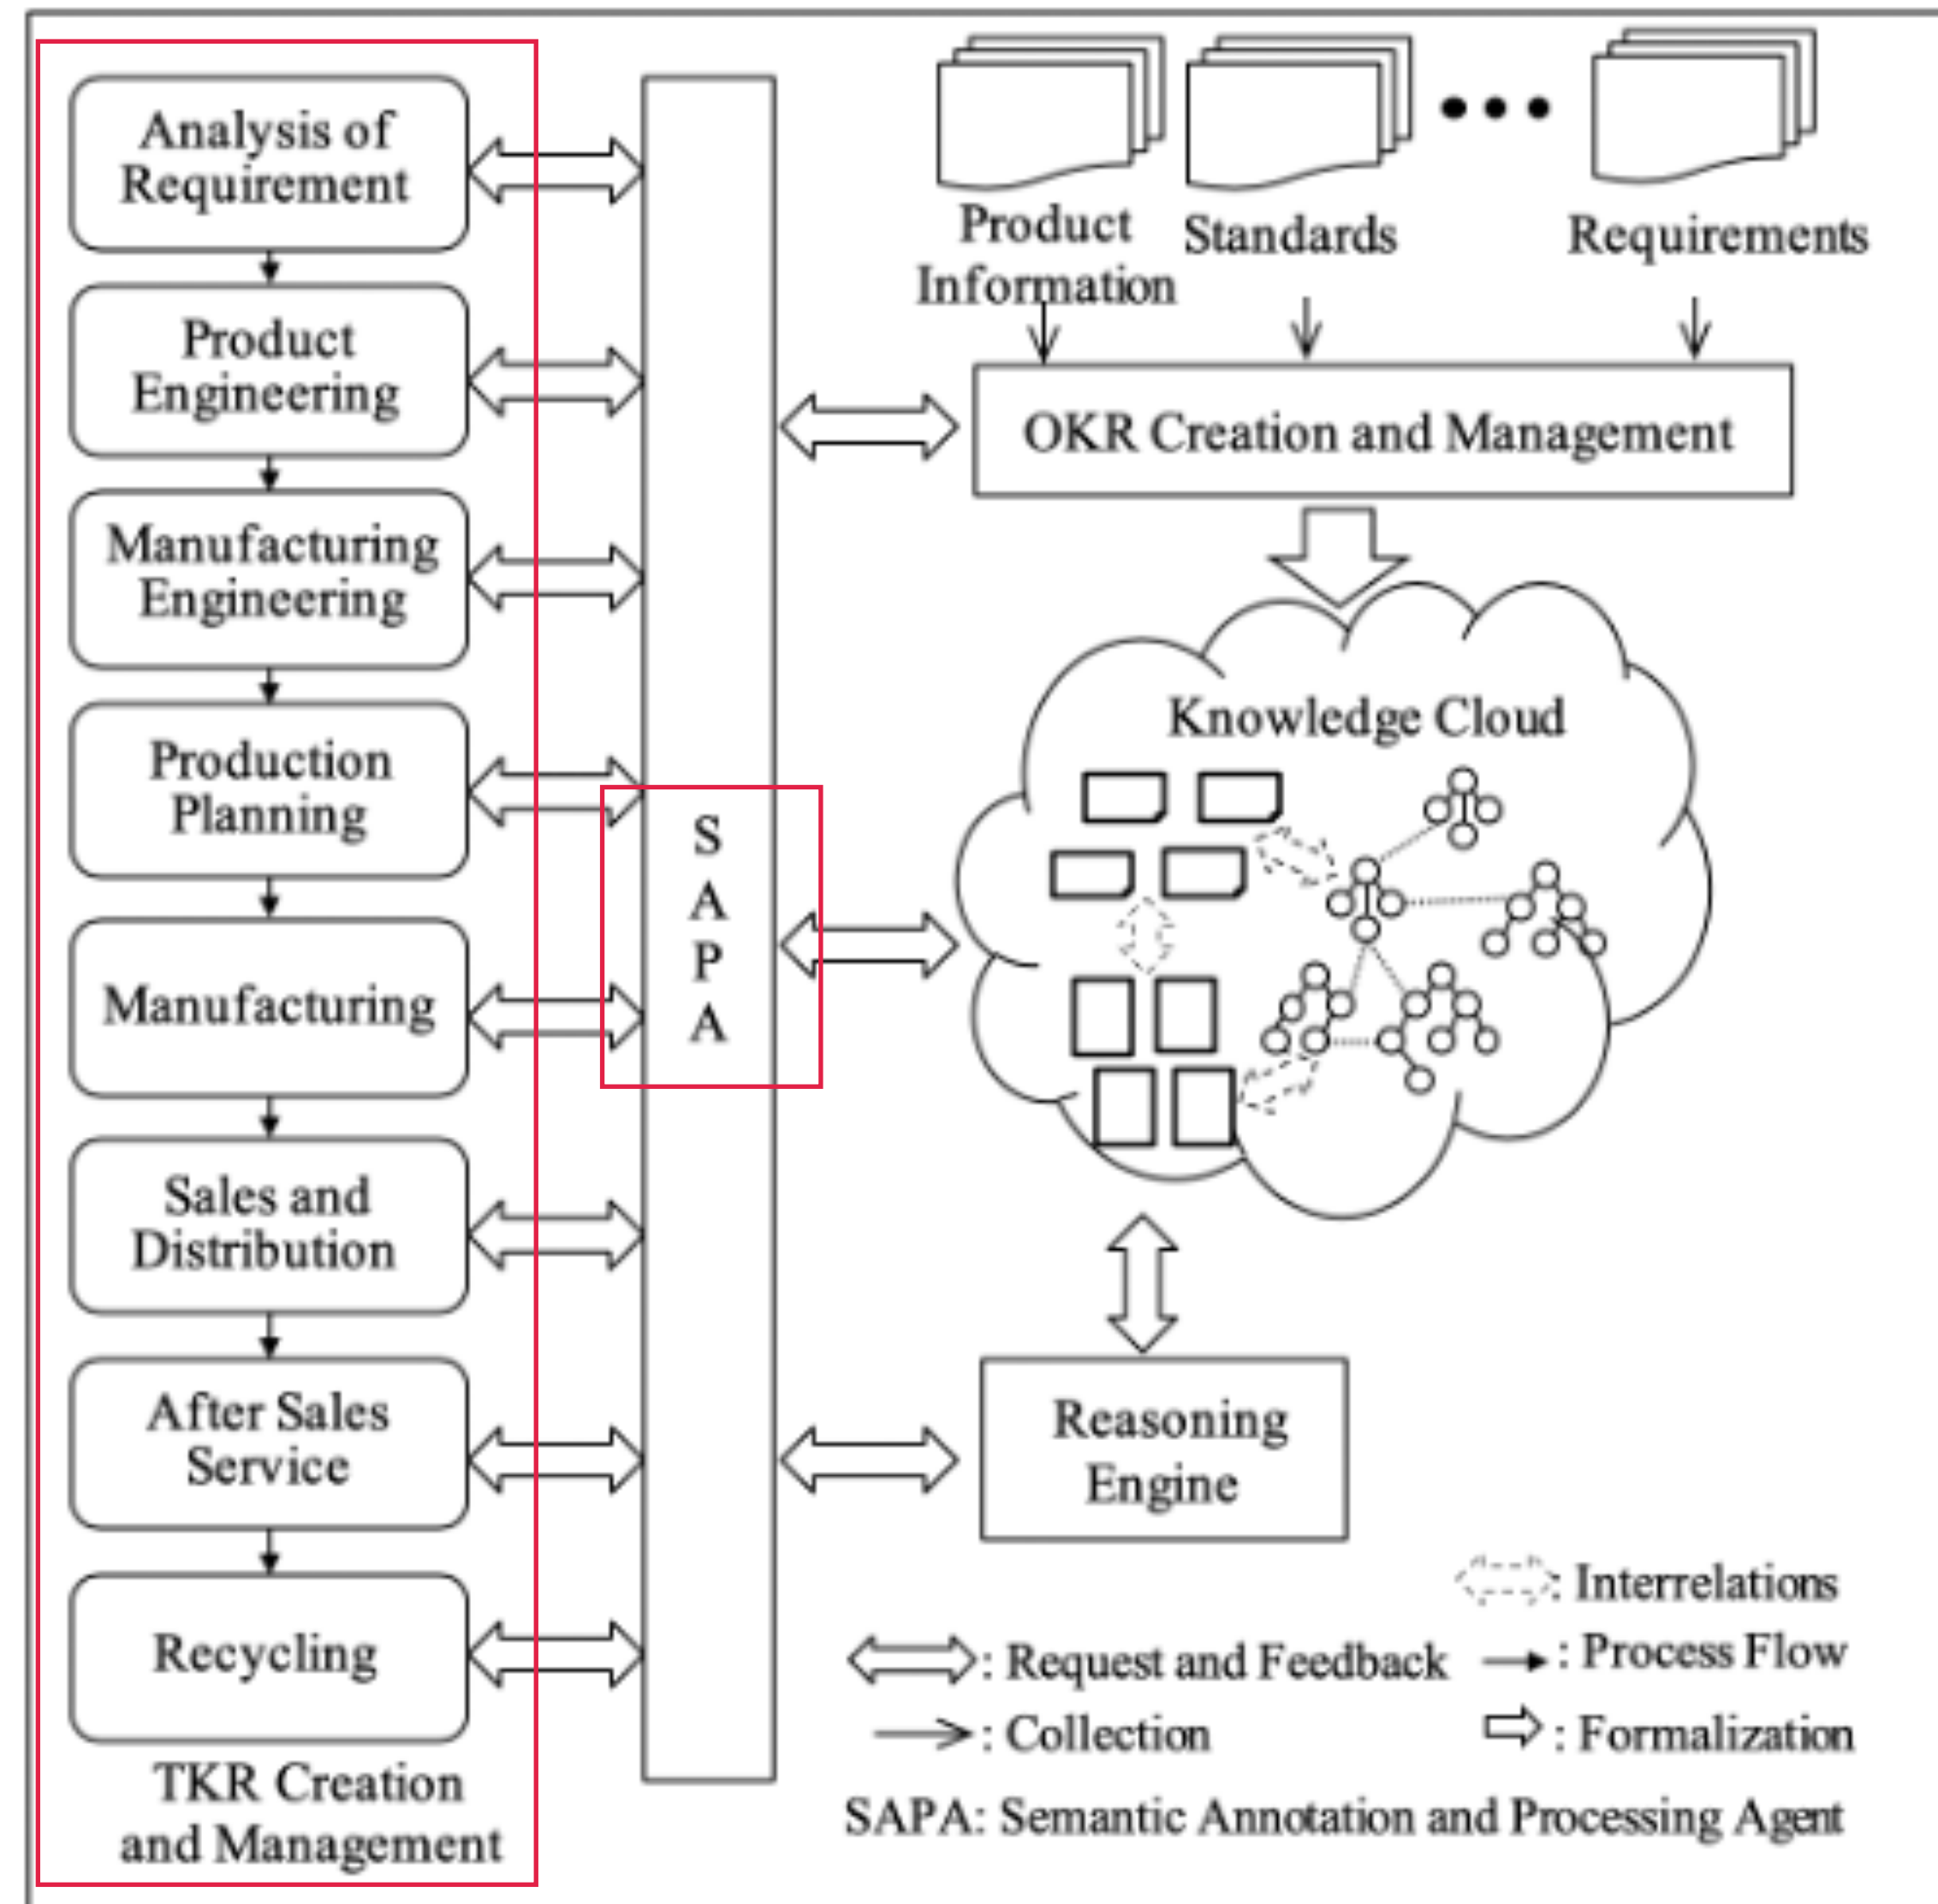 Analysis of
Requirement
Product
Engineering
Manufacturing
Engineering
Production
Planning
Manufacturing
Sales and
Distribution
After Sales
Service
Recycling
TKR Creation
and Management
S
A
P
A
Product
Information
Standards
Requirements
OKR Creation and Management
Knowledge Cloud
Reasoning
Engine
: Interrelations
: Request and Feedback
: Process Flow
: Collection
: Formalization
SAPA: Semantic Annotation and Processing Agent